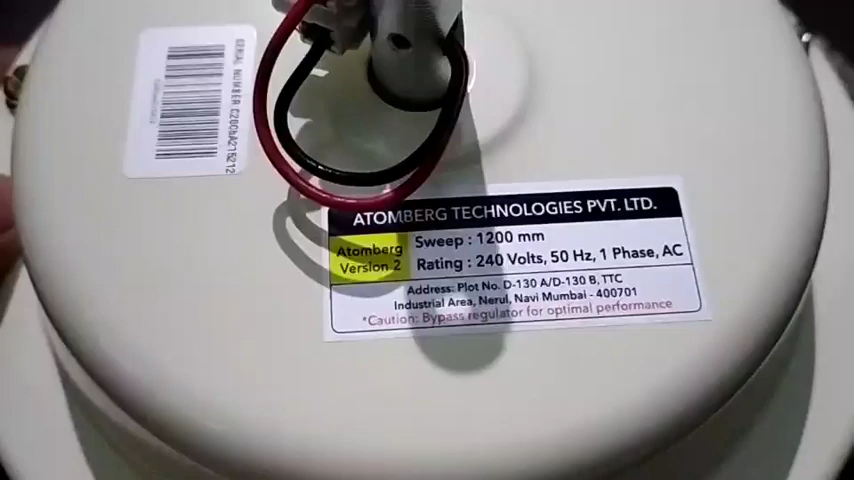 SERIAL NUMBER
ATOMBERG TECHNOLOGIES PVT. LTD.
Atomberg
Version 2
Sweep : 1200 mm
Rating : 240 Volts, 50 Hz, 1 Phase, AC
Address: Plot No. D-130 A/D-130 B, TTC
Industrial Area, Nerul, Navi Mumbai - 400701
*Caution: Bypass regulator for optimal performance